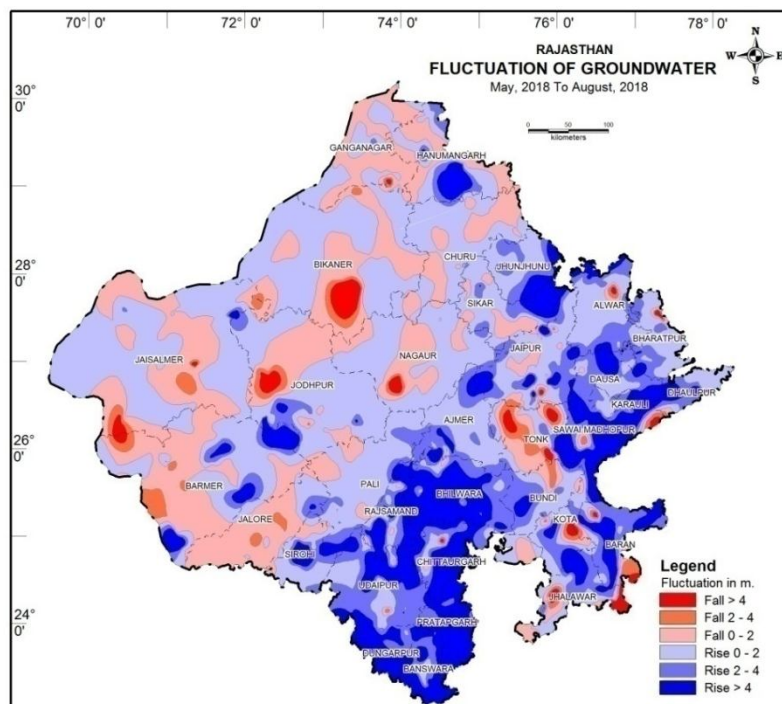 70° 0' 72° 0' 74° 0' 76° 0' 78° 0'
RAJASTHAN
FLUCTUATION OF GROUNDWATER
May, 2018 To August, 2018
N
W E
S
0 50 100
kilometers
30°
0'
28°
0'
26°
0'
24°
0'
GANGANAGAR
HANUMANGARH
BIKANER
CHURU
JHUNJHUNU
SIKAR
ALWAR
JAISALMER
JODHPUR
NAGAUR
JAIPUR
BHARATPUR
DAUSA
DHAULPUR
KARAULI
AJMER
TONK
SAWAI MADHOPUR
BARMER
PALI
JALORE
RAJSAMAND
BHILWARA
BUNDI
KOTA
BARAN
SIROHI
CHITTAURGARH
UDAIPUR
JHALAWAR
PRATAPGARH
DUNGARPUR
BANSWARA
Legend
Fluctuation in m.
Fall > 4
Fall 2 - 4
Fall 0 - 2
Rise 0 - 2
Rise 2 - 4
Rise > 4